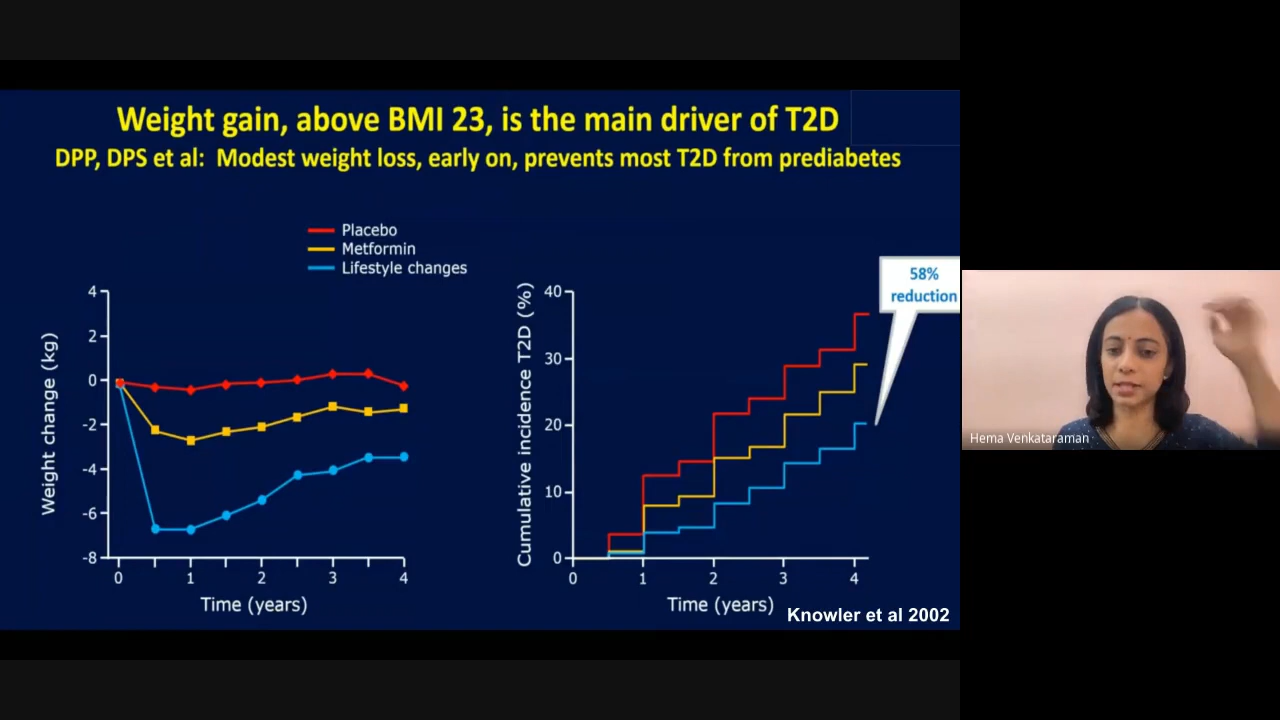 Weight gain, above BMI 23, is the main driver of T2D
DPP, DPS et al: Modest weight loss, early on, prevents most T2D from prediabetes
Placebo
Metformin
Lifestyle changes
Weight change (kg)
4
2
0
-2
-4
-6
-8
0
1
2
3
4
Time (years)
Cumulative incidence T2D (%)
40
30
20
10
0
0
1
2
3
4
Time (years)
58%
reduction
Knowler et al 2002
Hema Venkataraman